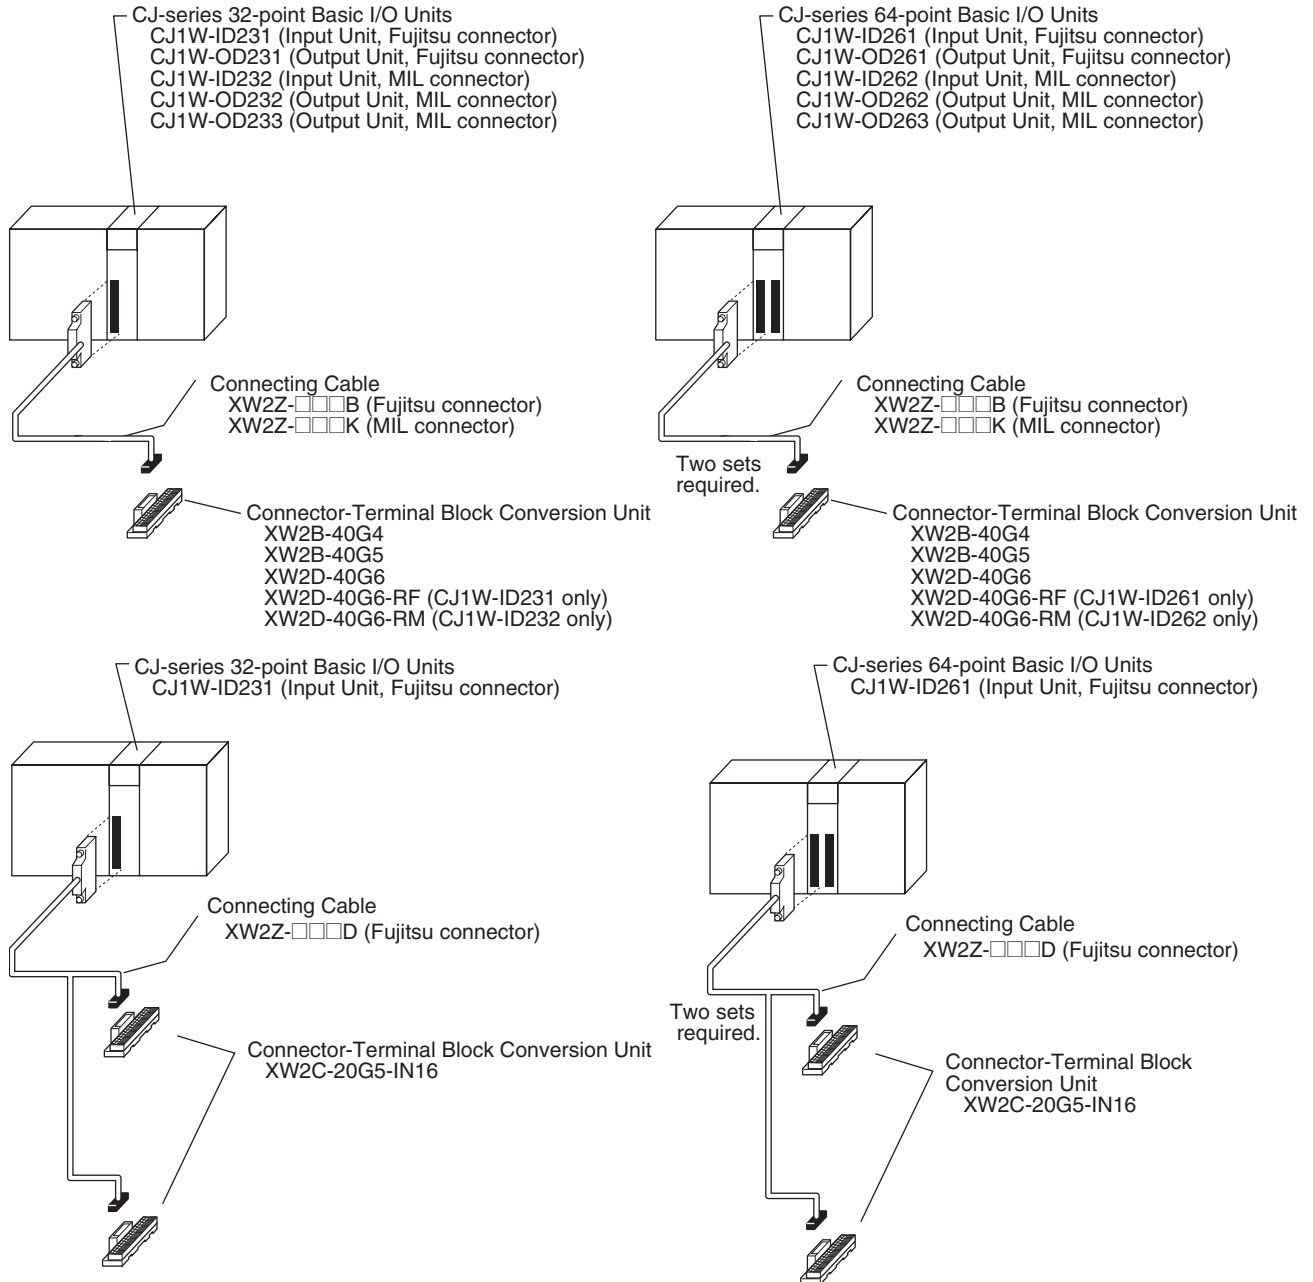 CJ-series 32-point Basic I/O Units
CJ1W-ID231 (Input Unit, Fujitsu connector)
CJ1W-OD231 (Output Unit, Fujitsu connector)
CJ1W-ID232 (Input Unit, MIL connector)
CJ1W-OD232 (Output Unit, MIL connector)
CJ1W-OD233 (Output Unit, MIL connector)
Connecting Cable
XW2Z-□□□B (Fujitsu connector)
XW2Z-□□□K (MIL connector)
Connector-Terminal Block Conversion Unit
XW2B-40G4
XW2B-40G5
XW2D-40G6
XW2D-40G6-RF (CJ1W-ID231 only)
XW2D-40G6-RM (CJ1W-ID232 only)
CJ-series 64-point Basic I/O Units
CJ1W-ID261 (Input Unit, Fujitsu connector)
CJ1W-OD261 (Output Unit, Fujitsu connector)
CJ1W-ID262 (Input Unit, MIL connector)
CJ1W-OD262 (Output Unit, MIL connector)
CJ1W-OD263 (Output Unit, MIL connector)
Connecting Cable
XW2Z-□□□B (Fujitsu connector)
XW2Z-□□□K (MIL connector)
Two sets
required.
Connector-Terminal Block Conversion Unit
XW2B-40G4
XW2B-40G5
XW2D-40G6
XW2D-40G6-RF (CJ1W-ID261 only)
XW2D-40G6-RM (CJ1W-ID262 only)
CJ-series 32-point Basic I/O Units
CJ1W-ID231 (Input Unit, Fujitsu connector)
Connecting Cable
XW2Z-□□□D (Fujitsu connector)
Connector-Terminal Block Conversion Unit
XW2C-20G5-IN16
CJ-series 64-point Basic I/O Units
CJ1W-ID261 (Input Unit, Fujitsu connector)
Connecting Cable
XW2Z-□□□D (Fujitsu connector)
Two sets
required.
Connector-Terminal Block
Conversion Unit
XW2C-20G5-IN16